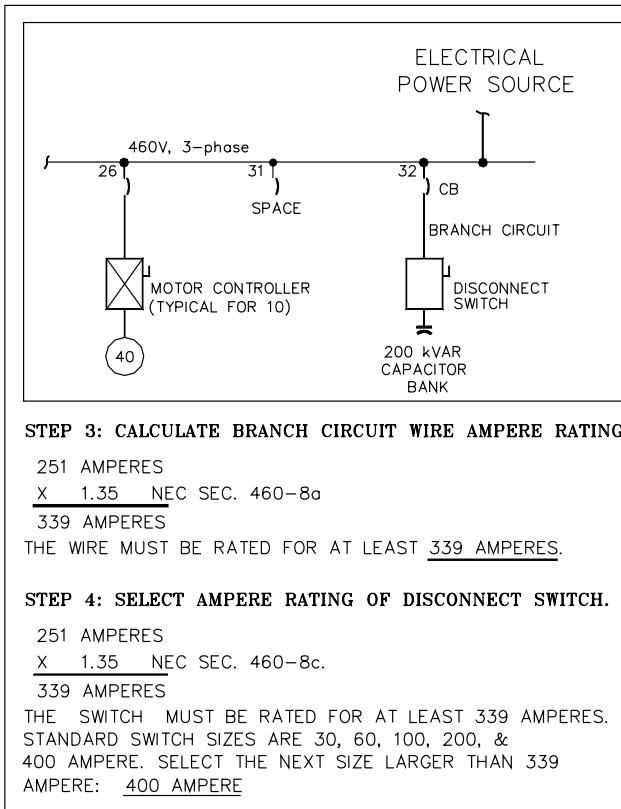 ELECTRICAL
POWER SOURCE
460V, 3-phase
26
31
32
CB
SPACE
BRANCH CIRCUIT
MOTOR CONTROLLER
(TYPICAL FOR 10)
DISCONNECT
SWITCH
40
200 kVAR
CAPACITOR
BANK
STEP 3: CALCULATE BRANCH CIRCUIT WIRE AMPERE RATING
251 AMPERES
X 1.35 NEC SEC. 460-8a
339 AMPERES
THE WIRE MUST BE RATED FOR AT LEAST 339 AMPERES.
STEP 4: SELECT AMPERE RATING OF DISCONNECT SWITCH.
251 AMPERES
X 1.35 NEC SEC. 460-8c.
339 AMPERES
THE SWITCH MUST BE RATED FOR AT LEAST 339 AMPERES.
STANDARD SWITCH SIZES ARE 30, 60, 100, 200, &
400 AMPERE. SELECT THE NEXT SIZE LARGER THAN 339
AMPERE: 400 AMPERE